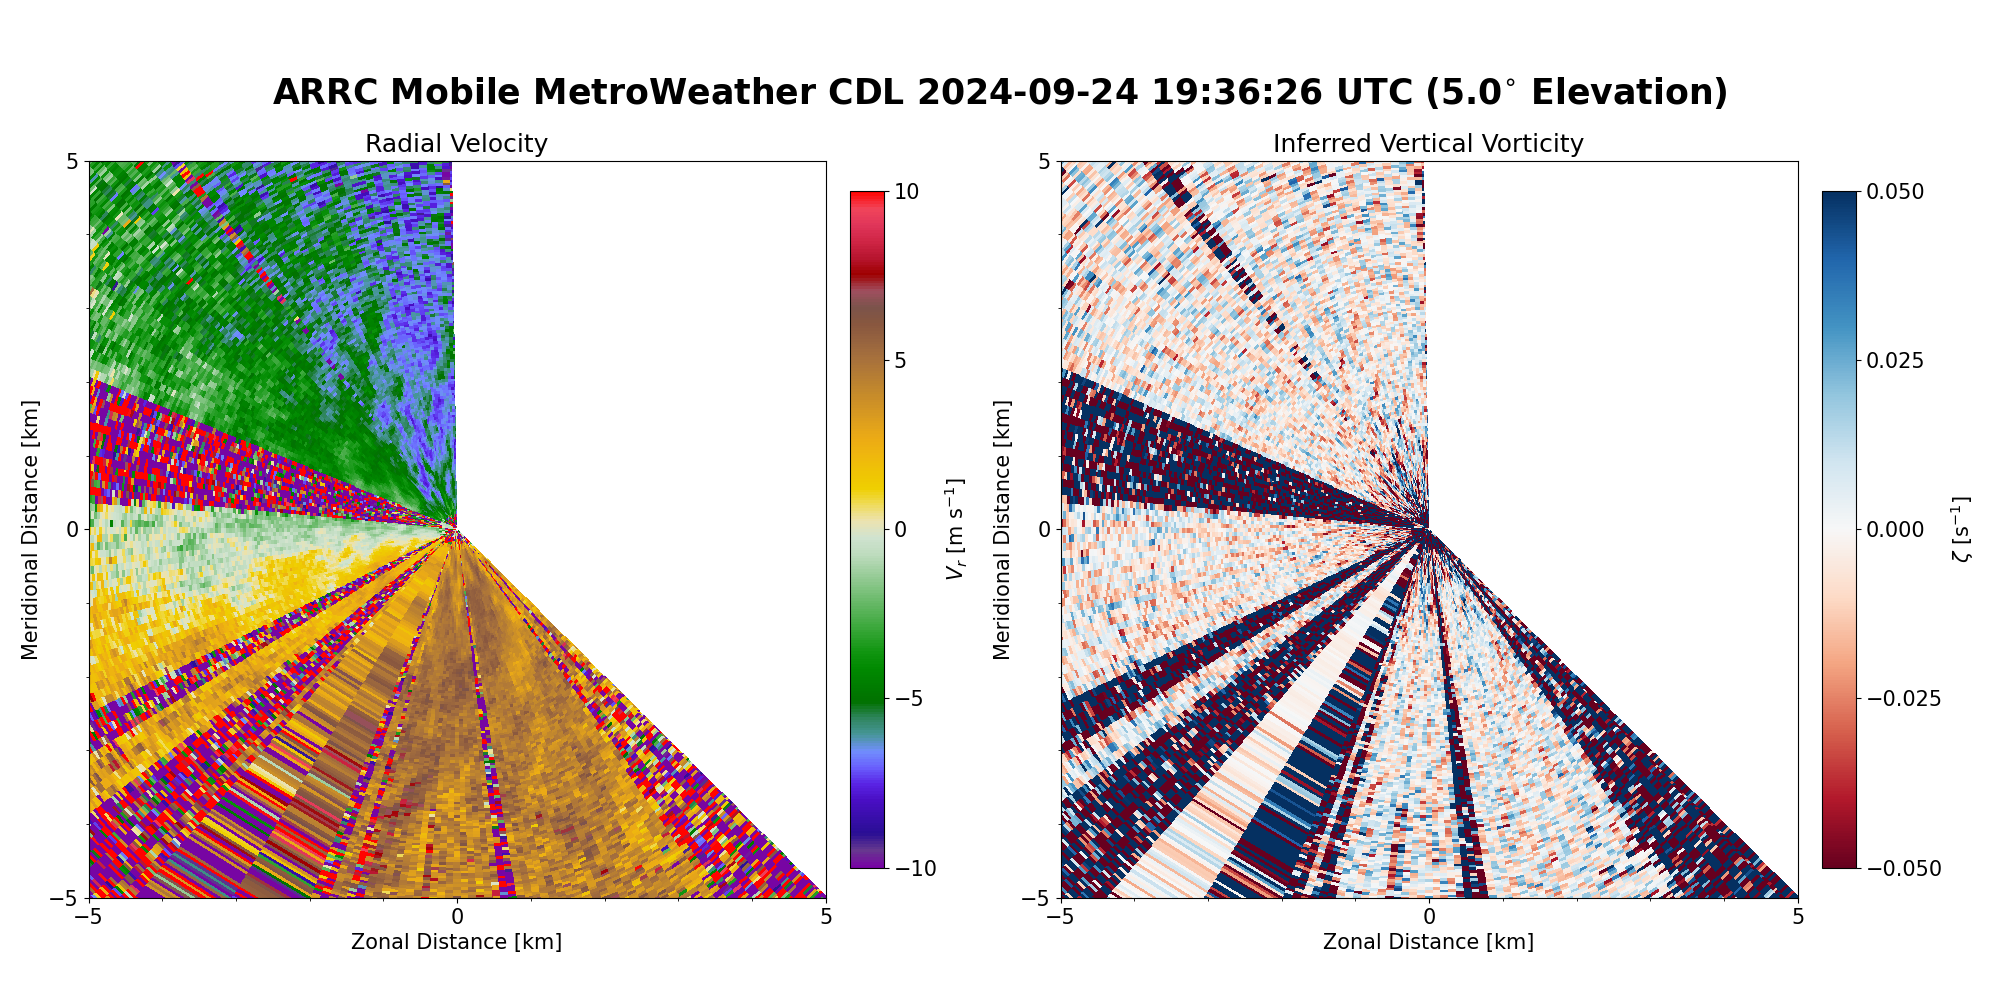 ARRC Mobile MetroWeather CDL 2024-09-24 19:36:26 UTC (5.0° Elevation)
Radial Velocity
5
0
−5
−5
0
5
Meridional Distance [km]
Zonal Distance [km]
10
5
0
−5
−10
Vr [m s⁻¹]
Inferred Vertical Vorticity
5
0
−5
−5
0
5
Meridional Distance [km]
Zonal Distance [km]
0.050
0.025
0.000
−0.025
−0.050
ζ [s⁻¹]